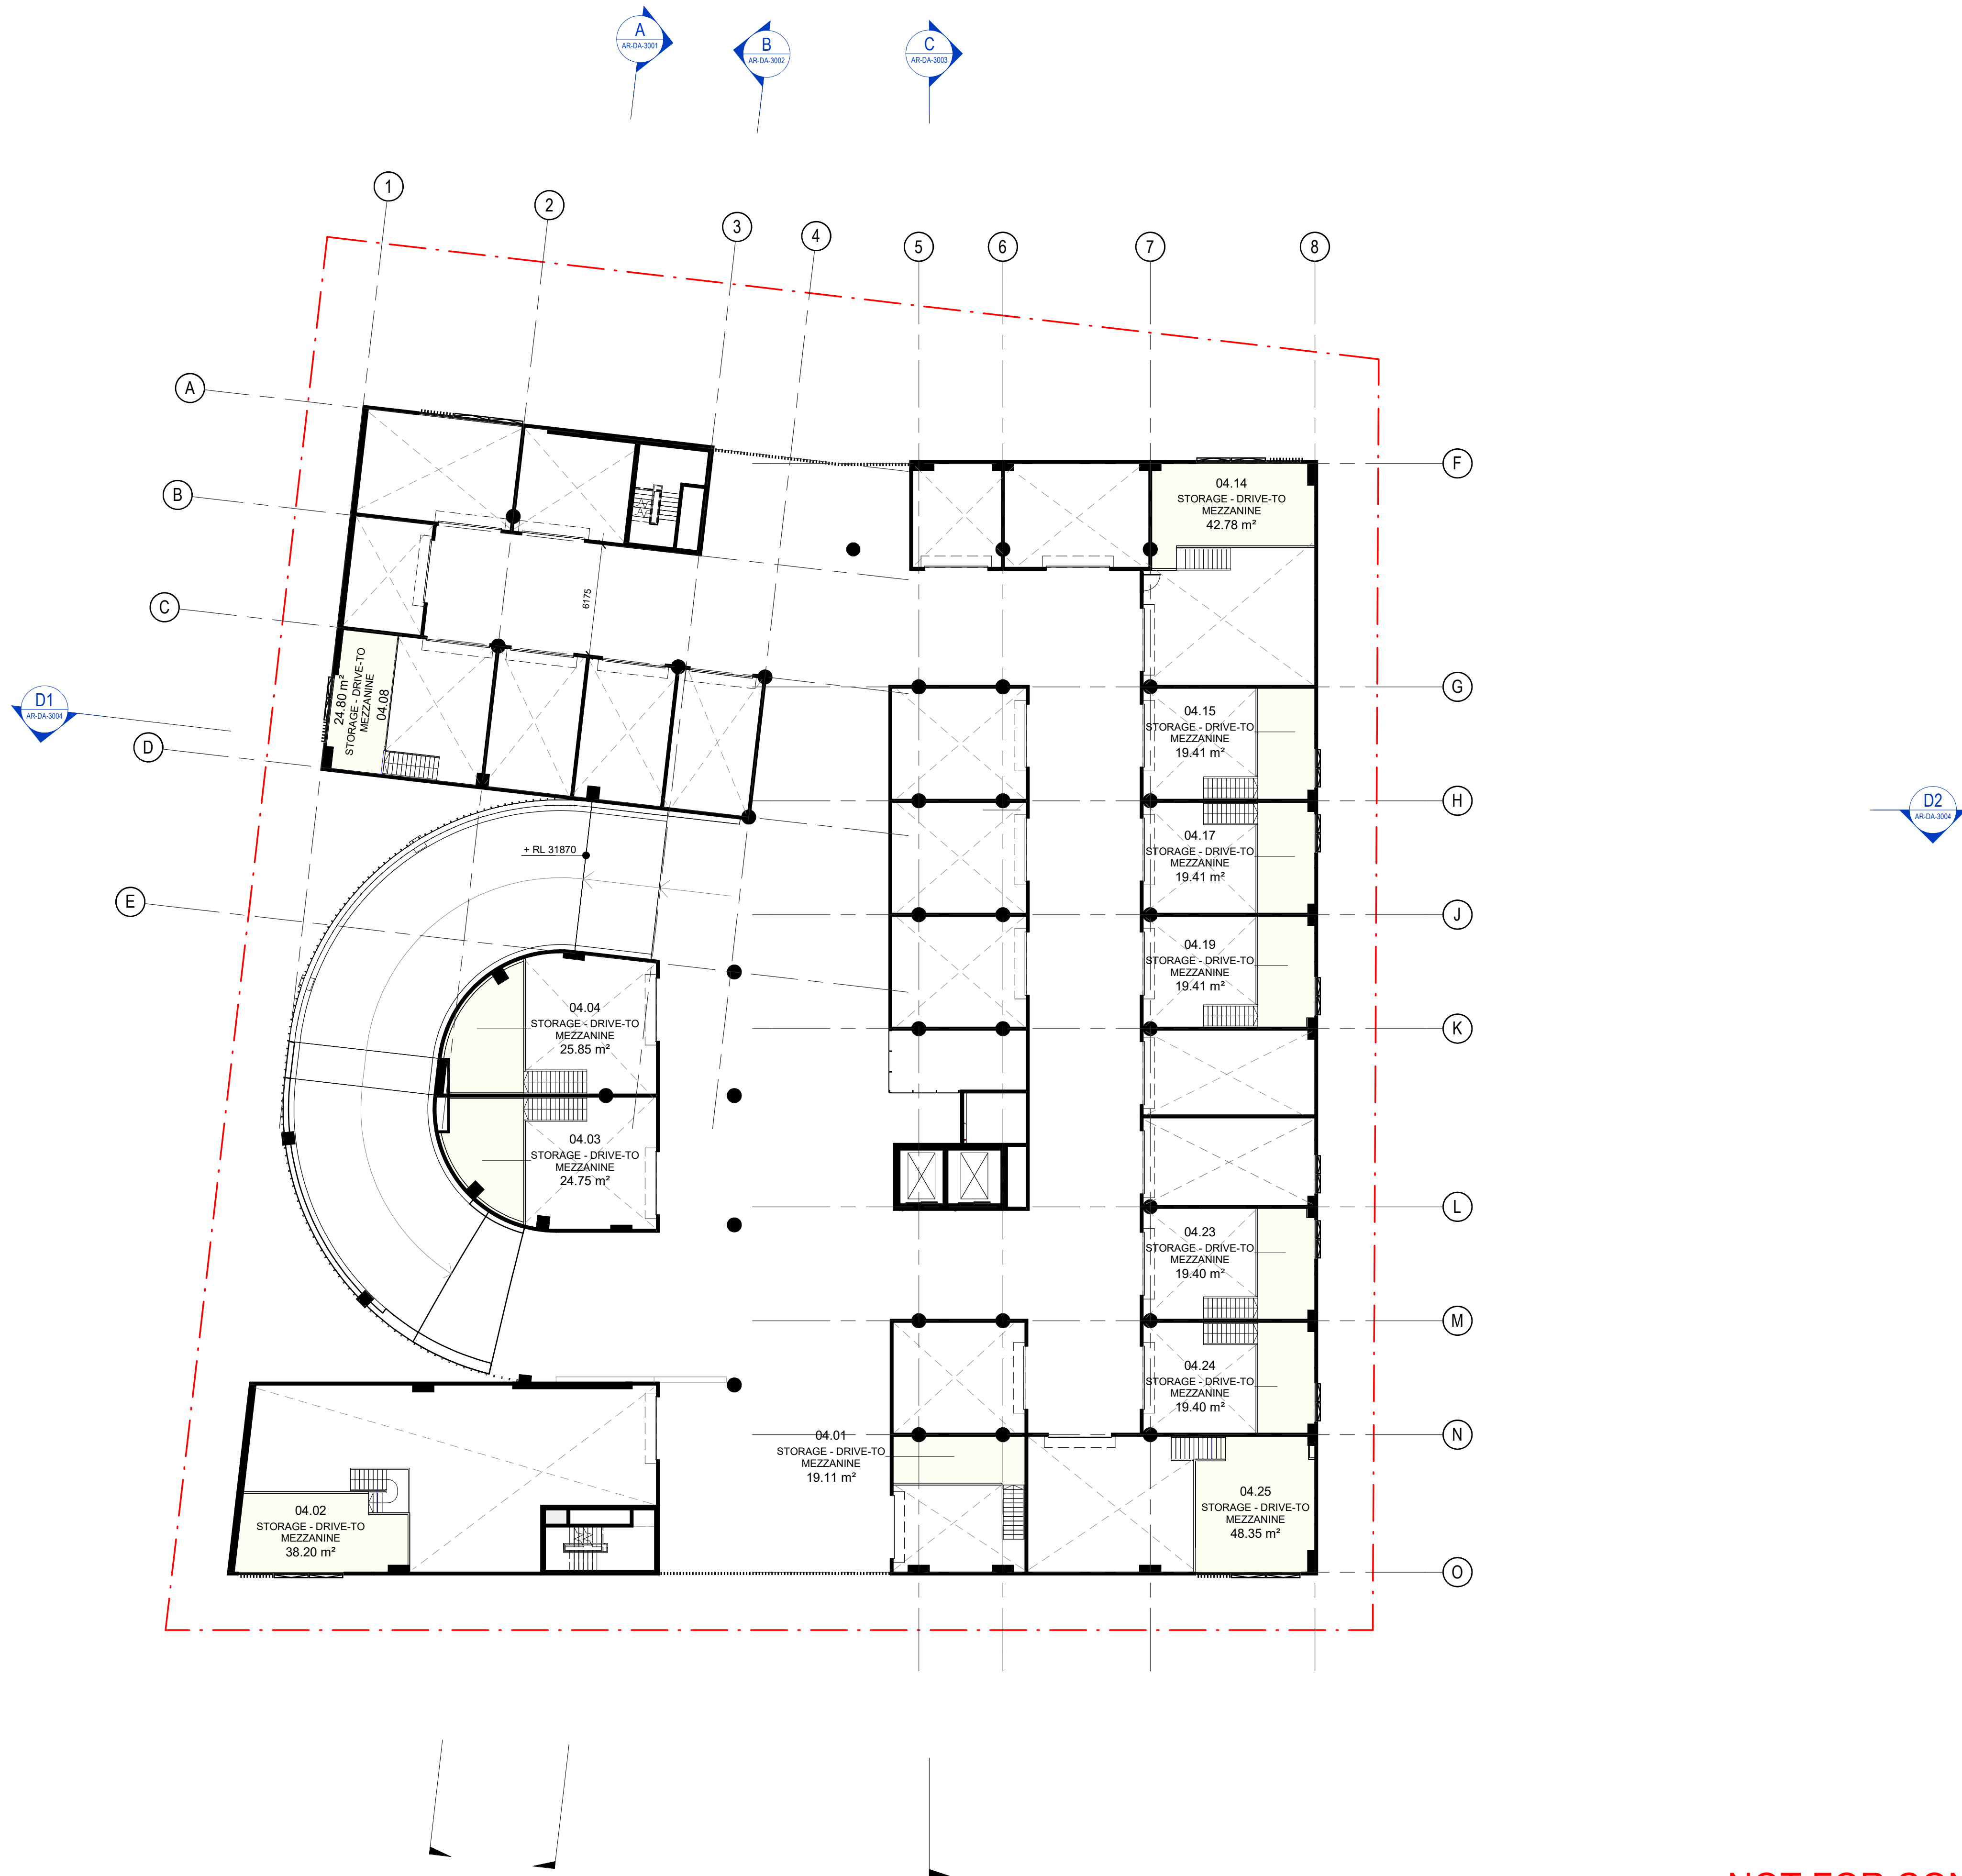 A
AR-DA-3001
B
AR-DA-3002
C
AR-DA-3003
1
2
3
4
5
6
7
8
A
B
C
D
E
F
G
H
J
K
L
M
N
O
D1
AR-DA-3004
D2
AR-DA-3004
04.14
STORAGE - DRIVE-TO
MEZZANINE
42.78 m²
6175
24.80 m²
STORAGE - DRIVE-TO
MEZZANINE
04.08
04.15
STORAGE - DRIVE-TO
MEZZANINE
19.41 m²
04.17
STORAGE - DRIVE-TO
MEZZANINE
19.41 m²
+ RL 31870
04.19
STORAGE - DRIVE-TO
MEZZANINE
19.41 m²
04.04
STORAGE - DRIVE-TO
MEZZANINE
25.85 m²
04.03
STORAGE - DRIVE-TO
MEZZANINE
24.75 m²
04.23
STORAGE - DRIVE-TO
MEZZANINE
19.40 m²
04.24
STORAGE - DRIVE-TO
MEZZANINE
19.40 m²
04.01
STORAGE - DRIVE-TO
MEZZANINE
19.11 m²
04.25
STORAGE - DRIVE-TO
MEZZANINE
48.35 m²
04.02
STORAGE - DRIVE-TO
MEZZANINE
38.20 m²
NOT FOR